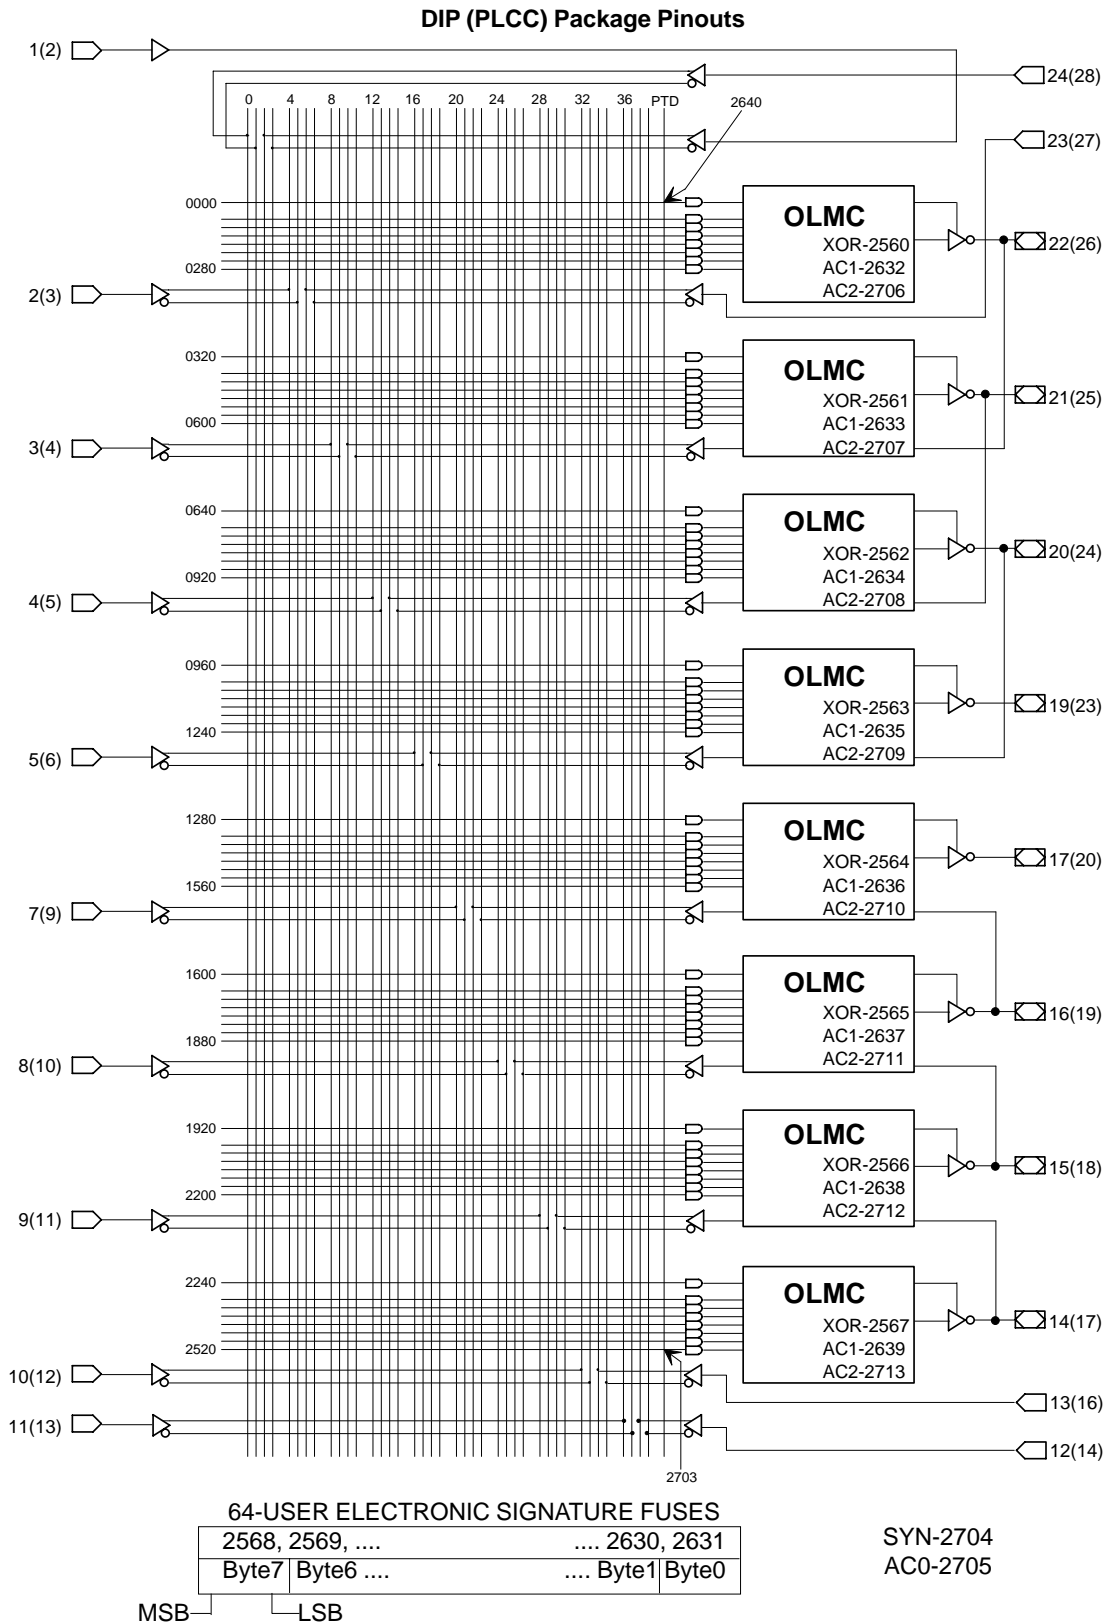 DIP (PLCC) Package Pinouts
1(2)
24(28)
0 4 8 12 16 20 24 28 32 36 PTD
2640
23(27)
0000
OLMC
XOR-2560
22(26)
0280
AC1-2632
AC2-2706
2(3)
0320
OLMC
XOR-2561
21(25)
0600
AC1-2633
AC2-2707
3(4)
0640
OLMC
XOR-2562
20(24)
0920
AC1-2634
AC2-2708
4(5)
0960
OLMC
XOR-2563
19(23)
1240
AC1-2635
AC2-2709
5(6)
1280
OLMC
XOR-2564
17(20)
1560
AC1-2636
AC2-2710
7(9)
1600
OLMC
XOR-2565
16(19)
1880
AC1-2637
AC2-2711
8(10)
1920
OLMC
XOR-2566
15(18)
2200
AC1-2638
AC2-2712
9(11)
2240
OLMC
XOR-2567
14(17)
2520
AC1-2639
AC2-2713
10(12)
13(16)
11(13)
12(14)
2703
64-USER ELECTRONIC SIGNATURE FUSES
2568, 2569, .... .... 2630, 2631
Byte7 Byte6 .... .... Byte1 Byte0
MSB LSB
SYN-2704
AC0-2705